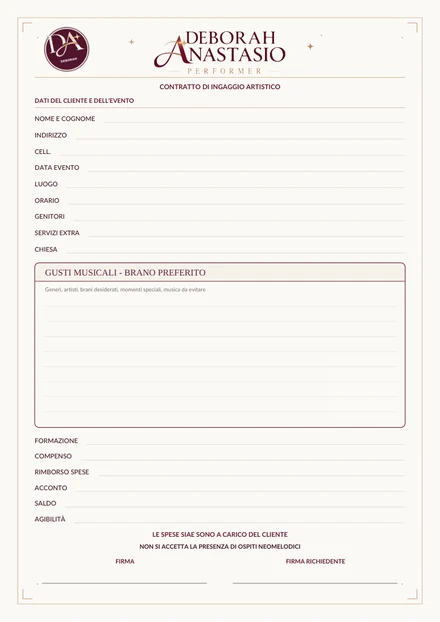 DA
DEBORAH
DEBORAH
ANASTASIO
PERFORMER
CONTRATTO DI INGAGGIO ARTISTICO
DATI DEL CLIENTE E DELL'EVENTO
NOME E COGNOME
INDIRIZZO
CELL.
DATA EVENTO
LUOGO
ORARIO
GENITORI
SERVIZI EXTRA
CHIESA
GUSTI MUSICALI - BRANO PREFERITO
Generi, artisti, brani desiderati, momenti speciali, musica da evitare
FORMAZIONE
COMPENSO
RIMBORSO SPESE
ACCONTO
SALDO
AGIBILITÀ
LE SPESE SIAE SONO A CARICO DEL CLIENTE
NON SI ACCETTA LA PRESENZA DI OSPITI NEOMELODICI
FIRMA FIRMA RICHIEDENTE